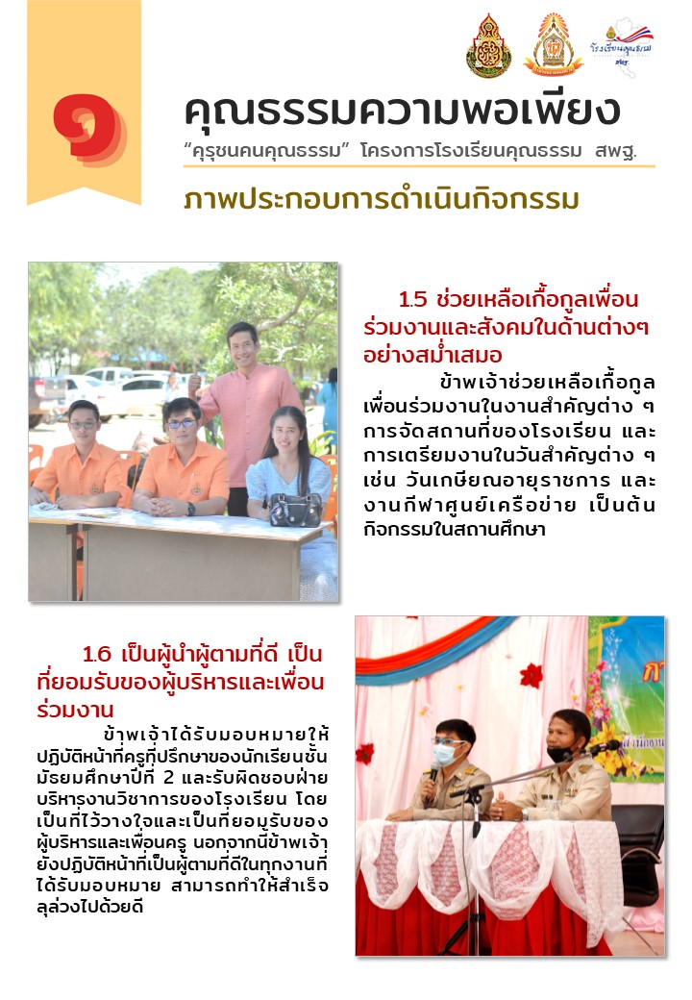 โรงเรียนคุณธรรม
สพฐ.
๑
คุณธรรมความพอเพียง
“คุรุชนคนคุณธรรม” โครงการโรงเรียนคุณธรรม สพฐ.
ภาพประกอบการดำเนินกิจกรรม
1.5 ช่วยเหลือเกื้อกูลเพื่อน
ร่วมงานและสังคมในด้านต่างๆ
อย่างสม่ำเสมอ
ข้าพเจ้าช่วยเหลือเกื้อกูล
เพื่อนร่วมงานในงานสำคัญต่าง ๆ
การจัดสถานที่ของโรงเรียน และ
การเตรียมงานในวันสำคัญต่าง ๆ
เช่น วันเกษียณอายุราชการ และ
งานกีฬาศูนย์เครือข่าย เป็นต้น
กิจกรรมในสถานศึกษา
1.6 เป็นผู้นำผู้ตามที่ดี เป็น
ที่ยอมรับของผู้บริหารและเพื่อน
ร่วมงาน
ข้าพเจ้าได้รับมอบหมายให้
ปฏิบัติหน้าที่ครูที่ปรึกษาของนักเรียนชั้น
มัธยมศึกษาปีที่ 2 และรับผิดชอบฝ่าย
บริหารงานวิชาการของโรงเรียน โดย
เป็นที่ไว้วางใจและเป็นที่ยอมรับของ
ผู้บริหารและเพื่อนครู นอกจากนี้ข้าพเจ้า
ยังปฏิบัติหน้าที่เป็นผู้ตามที่ดีในทุกงานที่
ได้รับมอบหมาย สามารถทำให้สำเร็จ
ลุล่วงไปด้วยดี